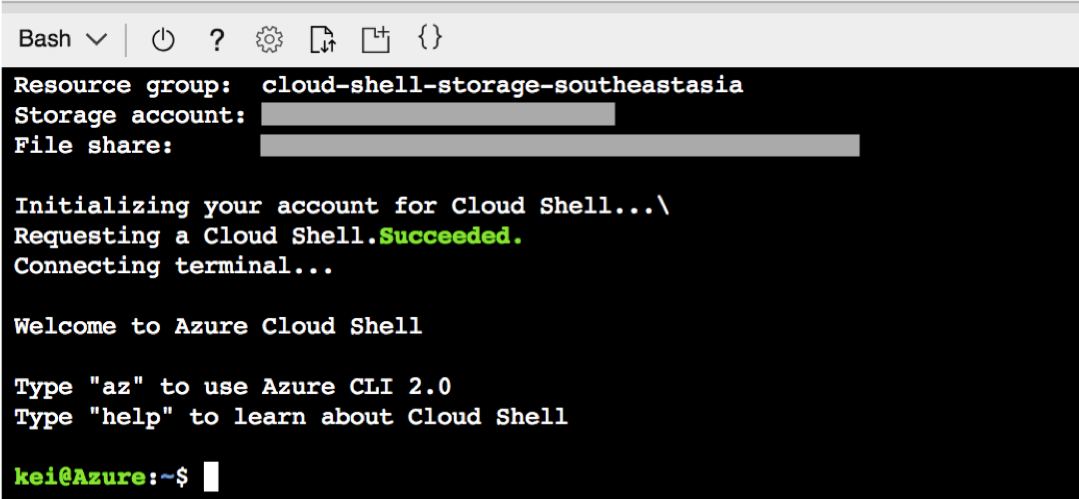 Bash
?
{}
Resource group: cloud-shell-storage-southeastasia
Storage account:
File share:
Initializing your account for Cloud Shell...\
Requesting a Cloud Shell.Succeeded.
Connecting terminal...
Welcome to Azure Cloud Shell
Type "az" to use Azure CLI 2.0
Type "help" to learn about Cloud Shell
kei@Azure:~$